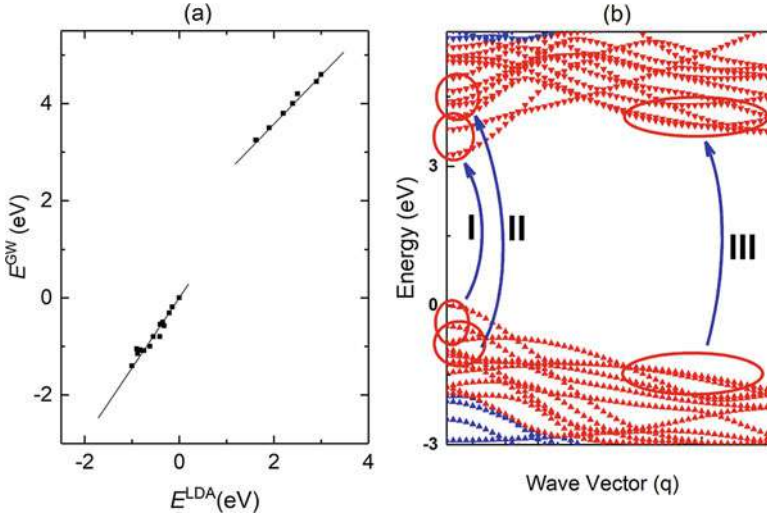 (a)
E^GW (eV)
4
2
0
-2
-2
0
2
4
E^LDA(eV)
(b)
Energy (eV)
3
0
-3
I
II
III
Wave Vector (q)